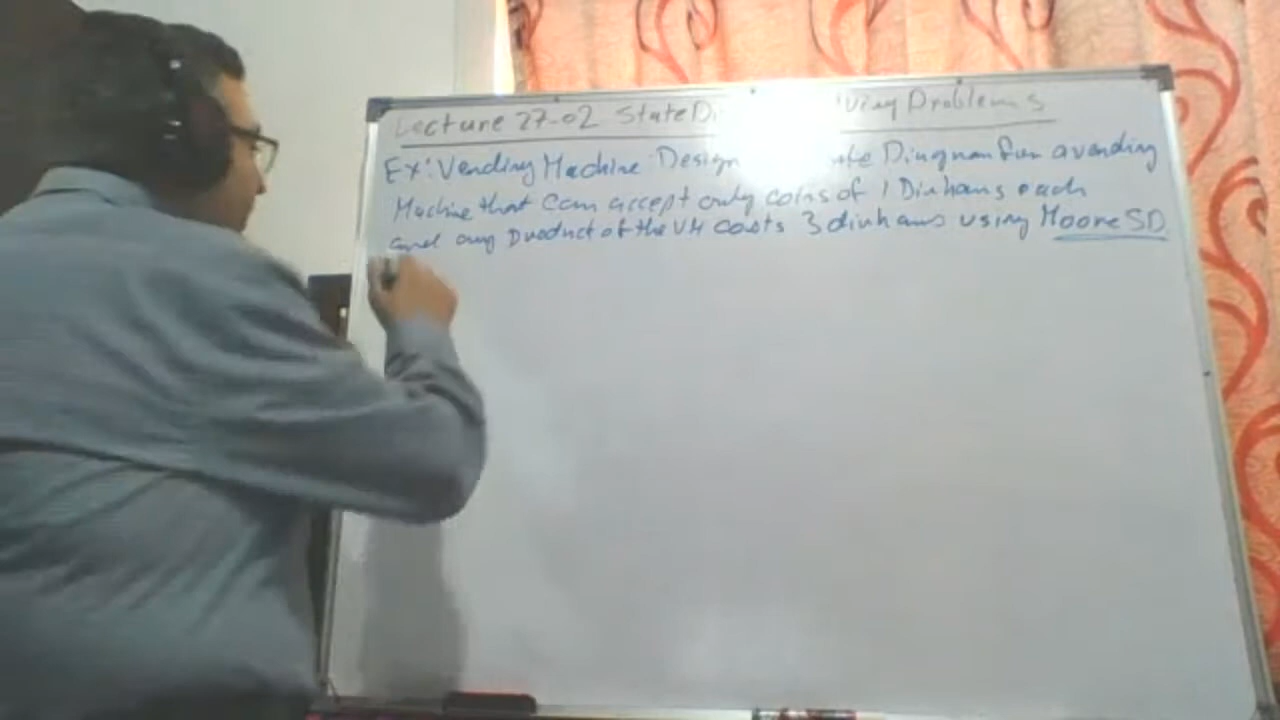 Lecture 27-02 State Di ving Problems
Ex: Vending Machine Design te Diagram for a vending
Machine that can accept only coins of 1 Dirhams each
and any product of the VM costs 3 dirhams using Moore SD